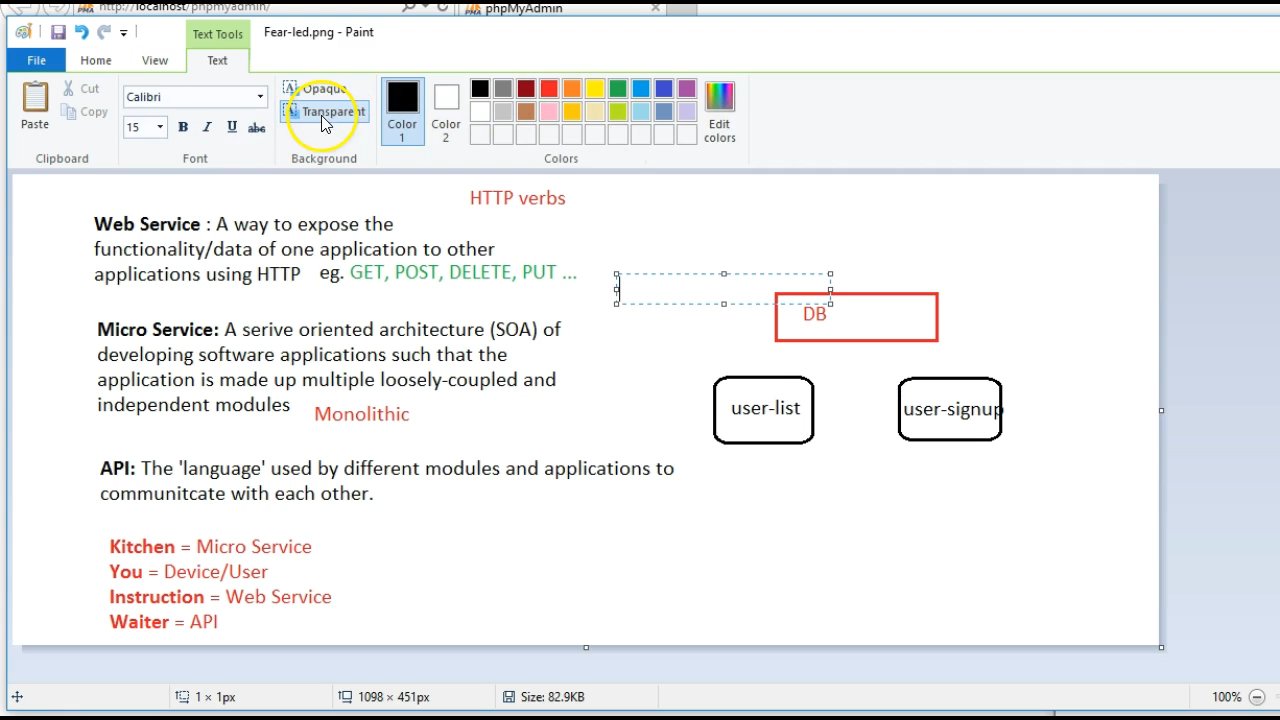 http://localhost/phpmyadmin/
phpMyAdmin
Text Tools
Fear-led.png - Paint
File
Home
View
Text
Paste
Cut
Copy
Clipboard
Calibri
15
B I U abc
Font
Opaque
Transparent
Background
Color 1
Color 2
Edit colors
Colors
HTTP verbs
Web Service : A way to expose the
functionality/data of one application to other
applications using HTTP eg. GET, POST, DELETE, PUT ...
DB
Micro Service: A serive oriented architecture (SOA) of
developing software applications such that the
application is made up multiple loosely-coupled and
independent modules
Monolithic
user-list
user-signup
API: The 'language' used by different modules and applications to
communitcate with each other.
Kitchen = Micro Service
You = Device/User
Instruction = Web Service
Waiter = API
1 × 1px
1098 × 451px
Size: 82.9KB
100%